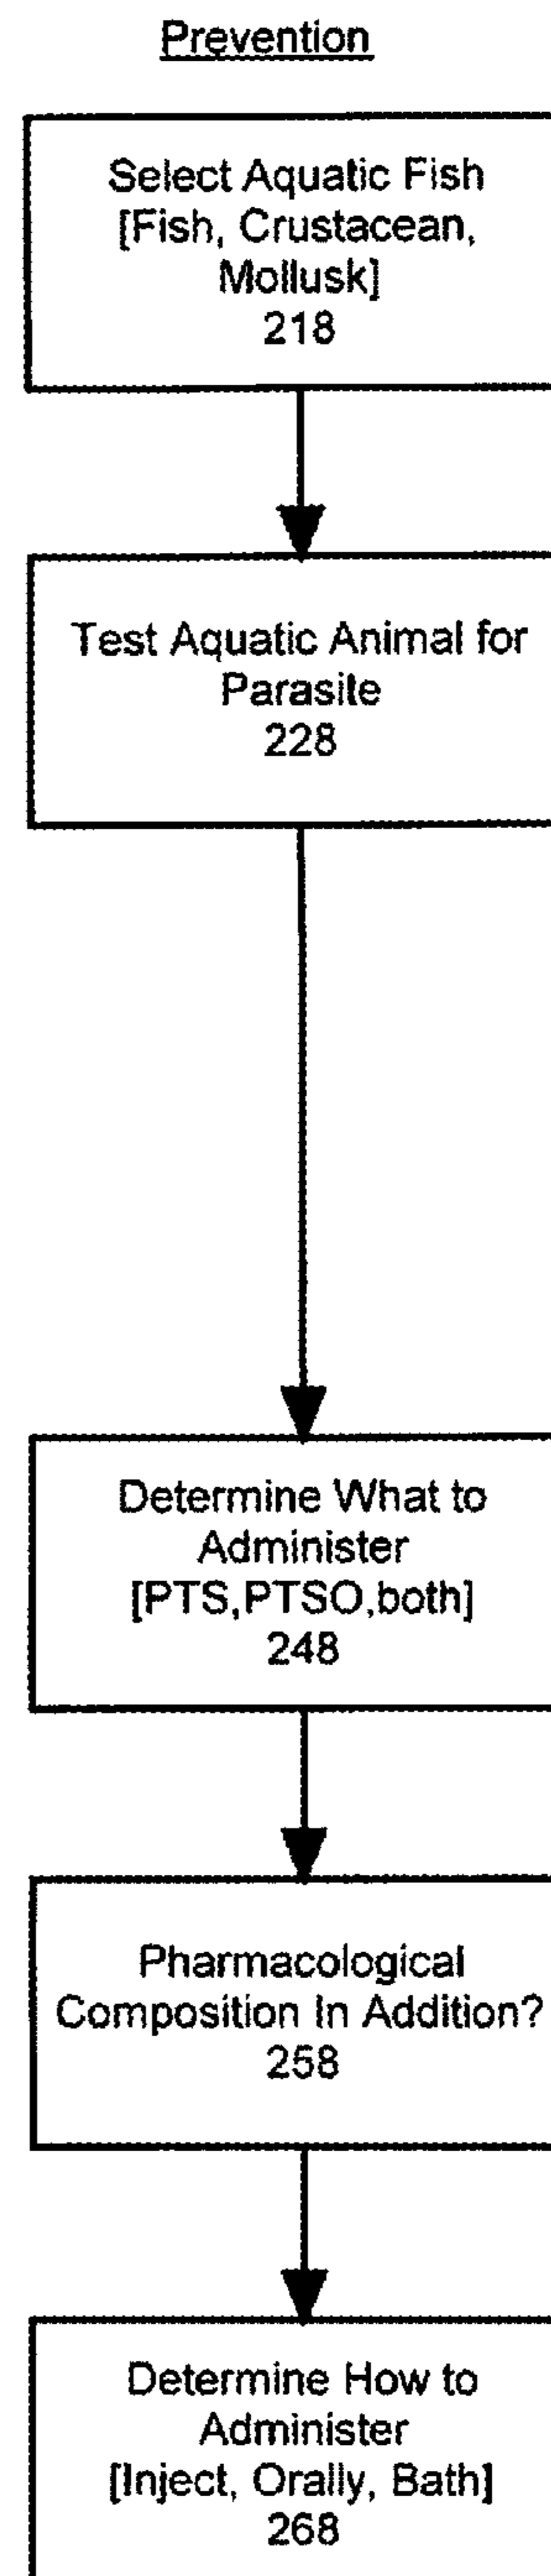 Prevention
Select Aquatic Fish
[Fish, Crustacean,
Mollusk]
218
Test Aquatic Animal for
Parasite
228
Determine What to
Administer
[PTS,PTSO,both]
248
Pharmacological
Composition In Addition?
258
Determine How to
Administer
[Inject, Orally, Bath]
268